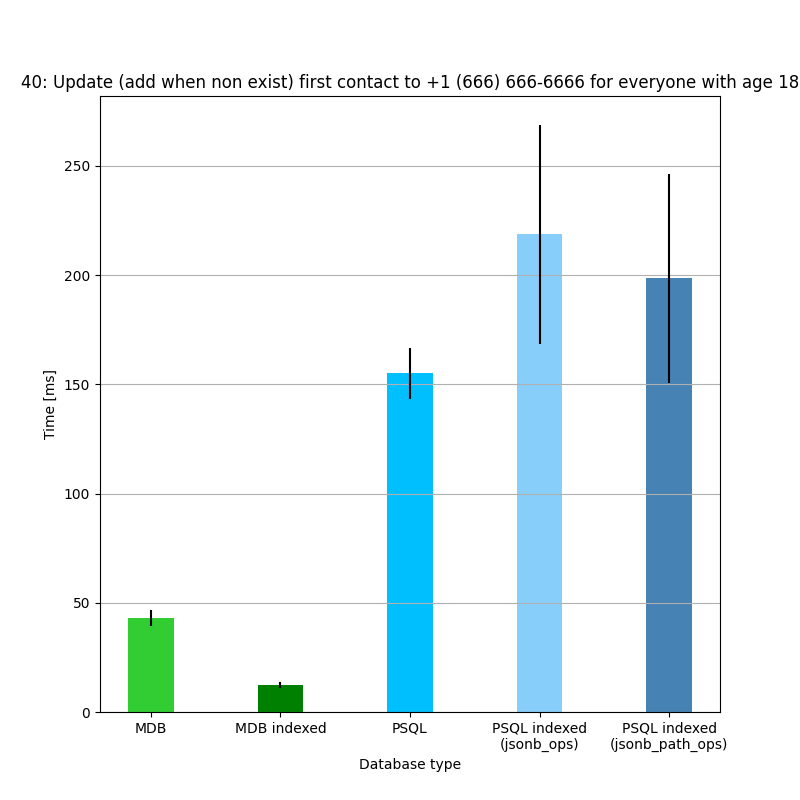 40: Update (add when non exist) first contact to +1 (666) 666-6666 for everyone with age 18
250
200
150
100
50
0
Time [ms]
MDB
MDB indexed
PSQL
PSQL indexed
(jsonb_ops)
PSQL indexed
(jsonb_path_ops)
Database type